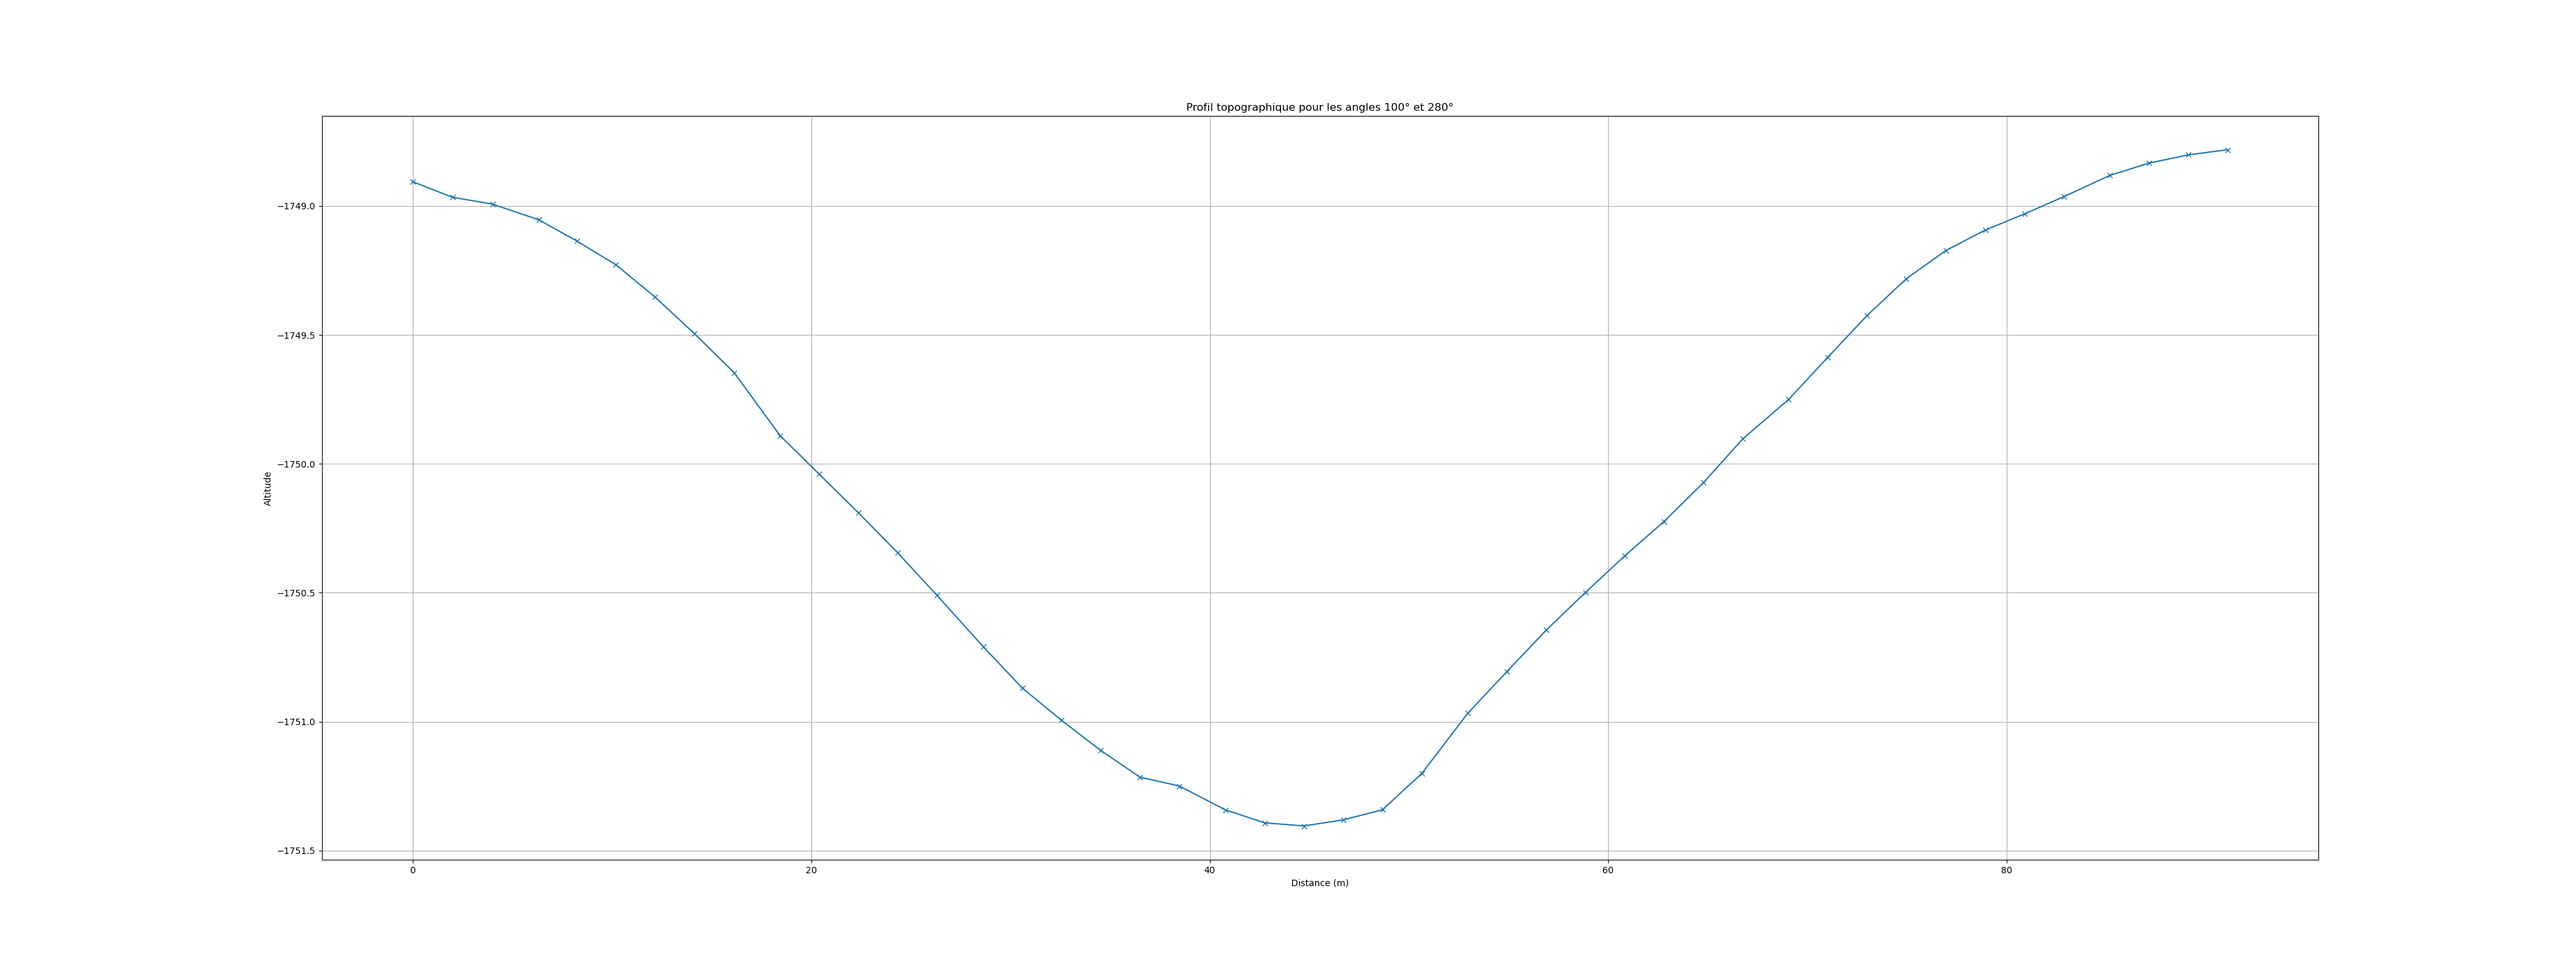 Profil topographique pour les angles 100° et 280°
−1749.0
−1749.5
−1750.0
Altitude
−1750.5
−1751.0
−1751.5
0 20 40 60 80
Distance (m)